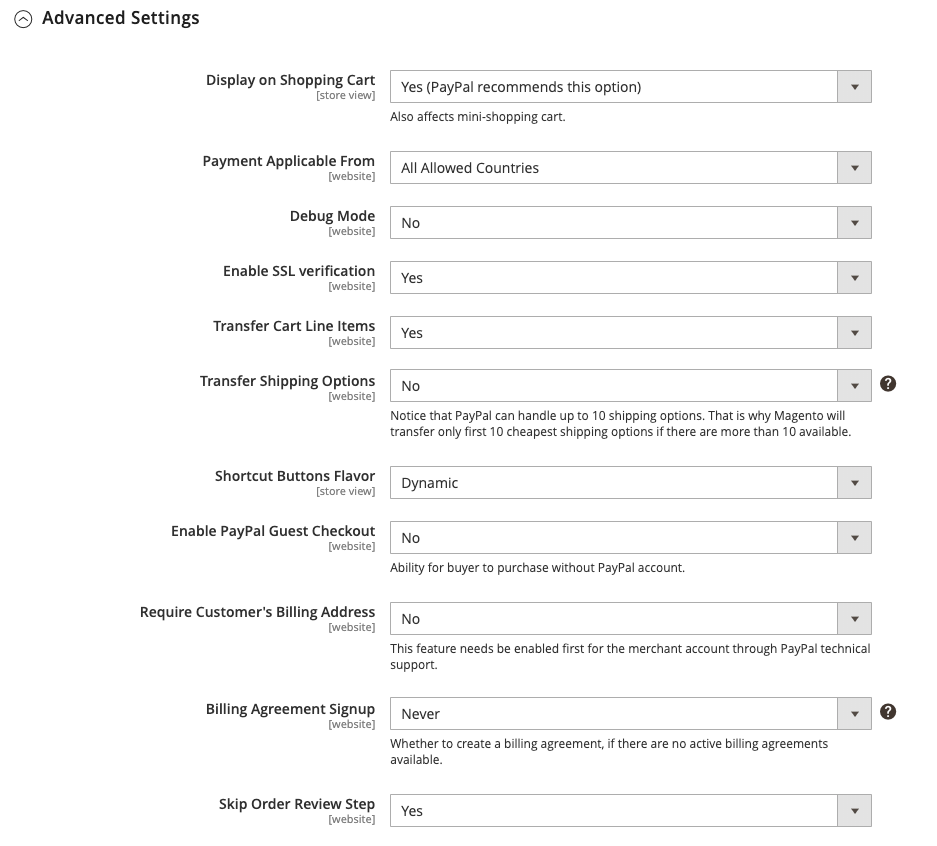 Advanced Settings
Display on Shopping Cart
[store view]
Yes (PayPal recommends this option)
Also affects mini-shopping cart.
Payment Applicable From
[website]
All Allowed Countries
Debug Mode
[website]
No
Enable SSL verification
[website]
Yes
Transfer Cart Line Items
[website]
Yes
Transfer Shipping Options
[website]
No
?
Notice that PayPal can handle up to 10 shipping options. That is why Magento will
transfer only first 10 cheapest shipping options if there are more than 10 available.
Shortcut Buttons Flavor
[store view]
Dynamic
Enable PayPal Guest Checkout
[website]
No
Ability for buyer to purchase without PayPal account.
Require Customer's Billing Address
[website]
No
This feature needs be enabled first for the merchant account through PayPal technical
support.
Billing Agreement Signup
[website]
Never
?
Whether to create a billing agreement, if there are no active billing agreements
available.
Skip Order Review Step
[website]
Yes